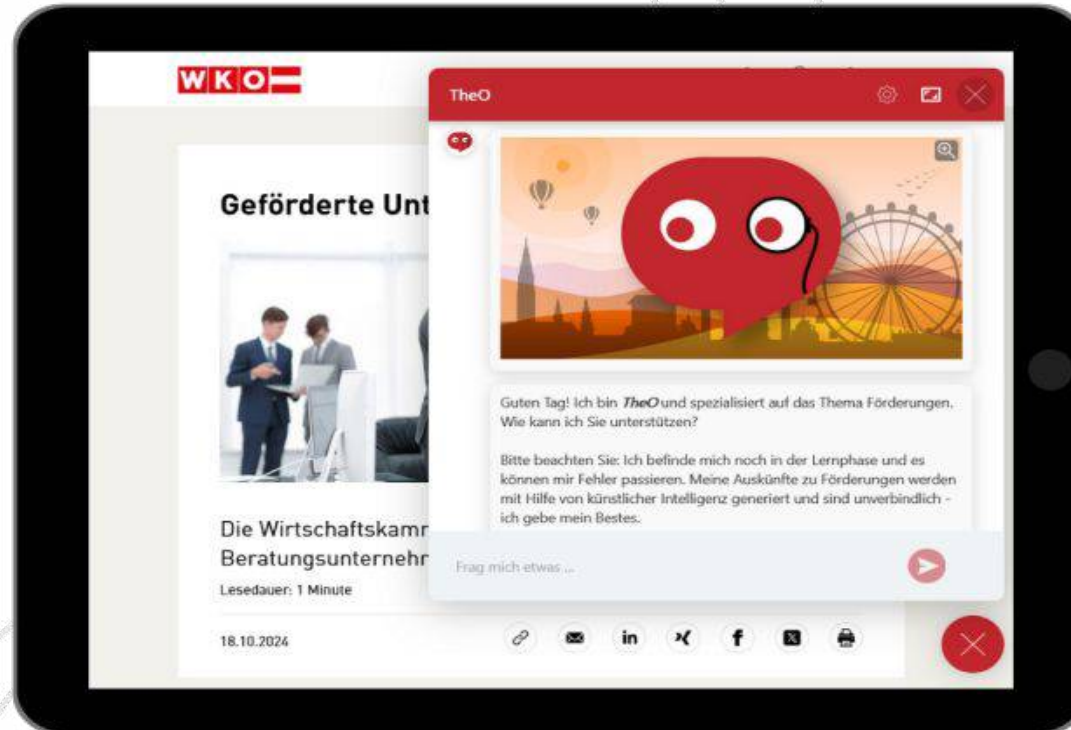 WKO
TheO
Geförderte Unt
Guten Tag! Ich bin TheO und spezialisiert auf das Thema Förderungen.
Wie kann ich Sie unterstützen?
Bitte beachten Sie: Ich befinde mich noch in der Lernphase und es
können mir Fehler passieren. Meine Auskünfte zu Förderungen werden
mit Hilfe von künstlicher Intelligenz generiert und sind unverbindlich -
ich gebe mein Bestes.
Die Wirtschaftskamr
Beratungsunternehr
Lesedauer: 1 Minute
Frag mich etwas ...
18.10.2024
in
f
X